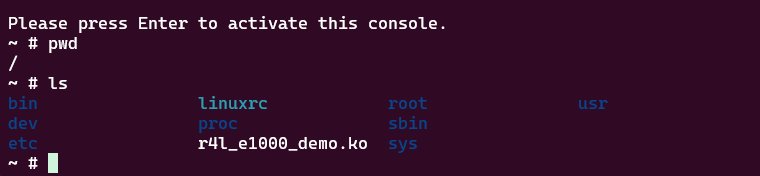 Please press Enter to activate this console.
~ # pwd
/
~ # ls
bin linuxrc root usr
dev proc sbin
etc r4l_e1000_demo.ko sys
~ #